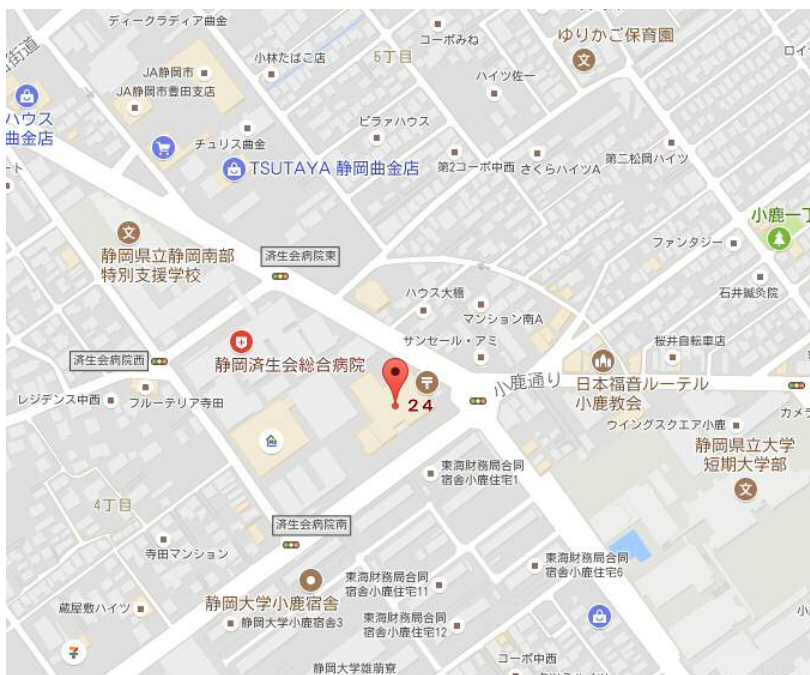 ディークラディア曲金
コーポみね
ゆりかご保育園
小林たばこ店
5丁目
JA静岡市
JA静岡市豊田支店
ハイツ佐一
ハウス
曲金店
ビラァハウス
チュリス曲金
TSUTAYA 静岡曲金店
第2コーポ中西
さくらハイツA
第二松岡ハイツ
静岡県立静岡南部
特別支援学校
済生会病院東
ファンタジー
石井鍼灸院
ハウス大橋
マンション南A
サンセール・アミ
桜井自転車店
済生会病院西
静岡済生会総合病院
小鹿通り
日本福音ルーテル
小鹿教会
レジデンス中西
フルーテリア寺田
24
ウイングスクエア小鹿
静岡県立大学
短期大学部
東海財務局合同
宿舎小鹿住宅1
4丁目
済生会病院南
寺田マンション
東海財務局合同
宿舎小鹿住宅6
東海財務局合同
宿舎小鹿住宅11
静岡大学小鹿宿舎
蔵屋敷ハイツ
静岡大学小鹿宿舎3
東海財務局合同
宿舎小鹿住宅12
静岡大学雄萠寮
コーポ中西